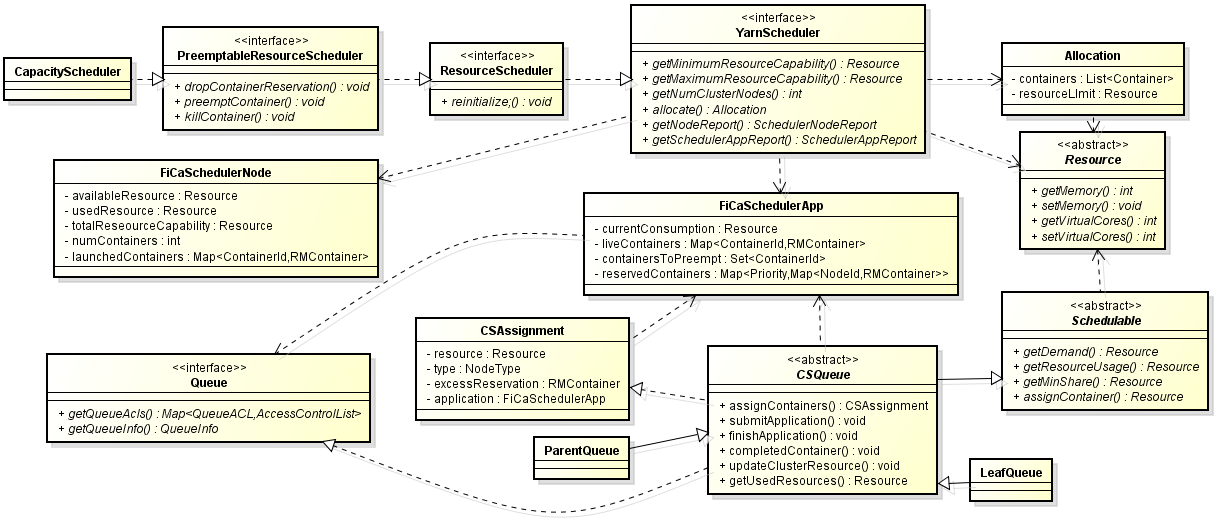 CapacityScheduler
<<interface>>
PreemptableResourceScheduler
+ dropContainerReservation() : void
+ preemptContainer() : void
+ killContainer() : void
<<interface>>
ResourceScheduler
+ reinitialize;() : void
<<interface>>
YarnScheduler
+ getMinimumResourceCapability() : Resource
+ getMaximumResourceCapability() : Resource
+ getNumClusterNodes() : int
+ allocate() : Allocation
+ getNodeReport() : SchedulerNodeReport
+ getSchedulerAppReport() : SchedulerAppReport
Allocation
- containers : List<Container>
- resourceLImit : Resource
<<abstract>>
Resource
+ getMemory() : int
+ setMemory() : void
+ getVirtualCores() : int
+ setVirtualCores() : int
FiCaSchedulerNode
- availableResource : Resource
- usedResource : Resource
- totalReseourceCapability : Resource
- numContainers : int
- launchedContainers : Map<ContainerId,RMContainer>
FiCaSchedulerApp
- currentConsumption : Resource
- liveContainers : Map<ContainerId,RMContainer>
- containersToPreempt : Set<ContainerId>
- reservedContainers : Map<Priority,Map<NodeId,RMContainer>>
<<abstract>>
Schedulable
+ getDemand() : Resource
+ getResourceUsage() : Resource
+ getMinShare() : Resource
+ assignContainer() : Resource
CSAssignment
- resource : Resource
- type : NodeType
- excessReservation : RMContainer
- application : FiCaSchedulerApp
<<interface>>
Queue
+ getQueueAcls() : Map<QueueACL,AccessControlList>
+ getQueueInfo() : QueueInfo
<<abstract>>
CSQueue
+ assignContainers() : CSAssignment
+ submitApplication() : void
+ finishApplication() : void
+ completedContainer() : void
+ updateClusterResource() : void
+ getUsedResources() : Resource
ParentQueue
LeafQueue